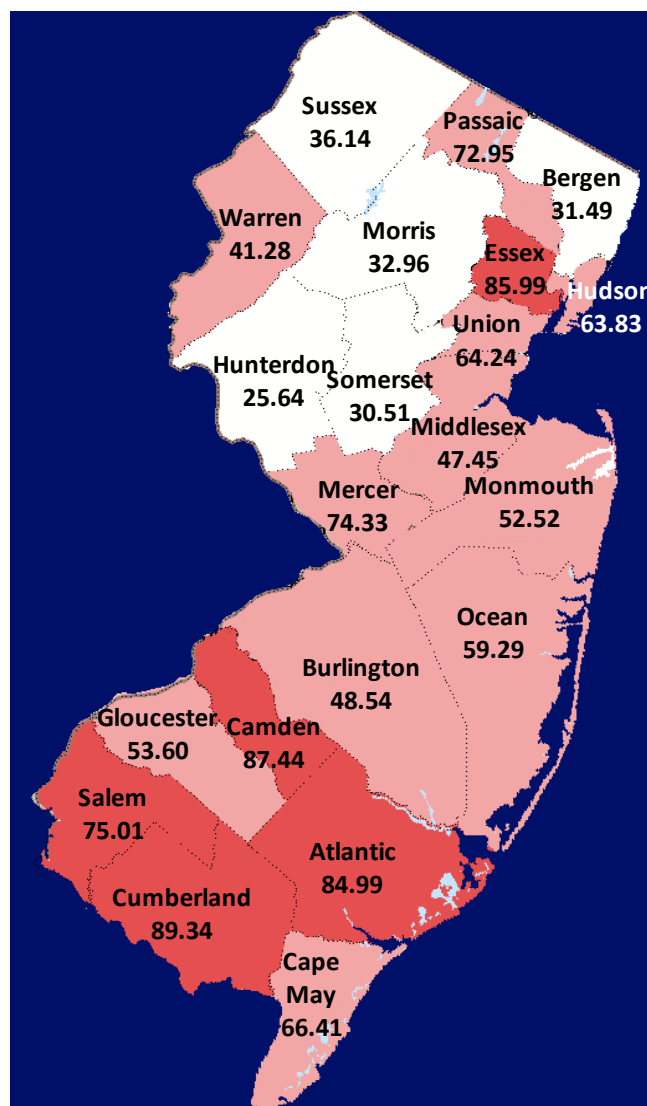 Sussex
36.14
Passaic
72.95
Bergen
31.49
Warren
41.28
Morris
32.96
Essex
85.99
Hudson
63.83
Union
64.24
Hunterdon
25.64
Somerset
30.51
Middlesex
47.45
Mercer
74.33
Monmouth
52.52
Ocean
59.29
Burlington
48.54
Gloucester
53.60
Camden
87.44
Salem
75.01
Atlantic
84.99
Cumberland
89.34
Cape
May
66.41